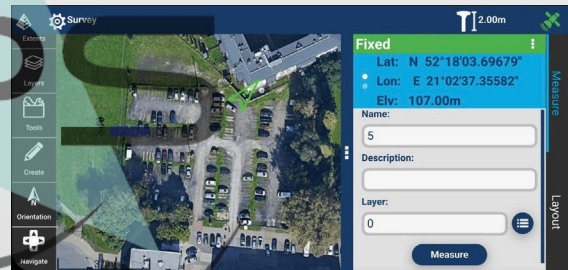 Survey
2.00m
Extents
Layers
Tools
Create
N
Orientation
Navigate
Fixed
Lat: N 52°18'03.69679"
Lon: E 21°02'37.35582"
Elv: 107.00m
Name:
5
Description:
Layer:
0
Measure
Measure
Layout